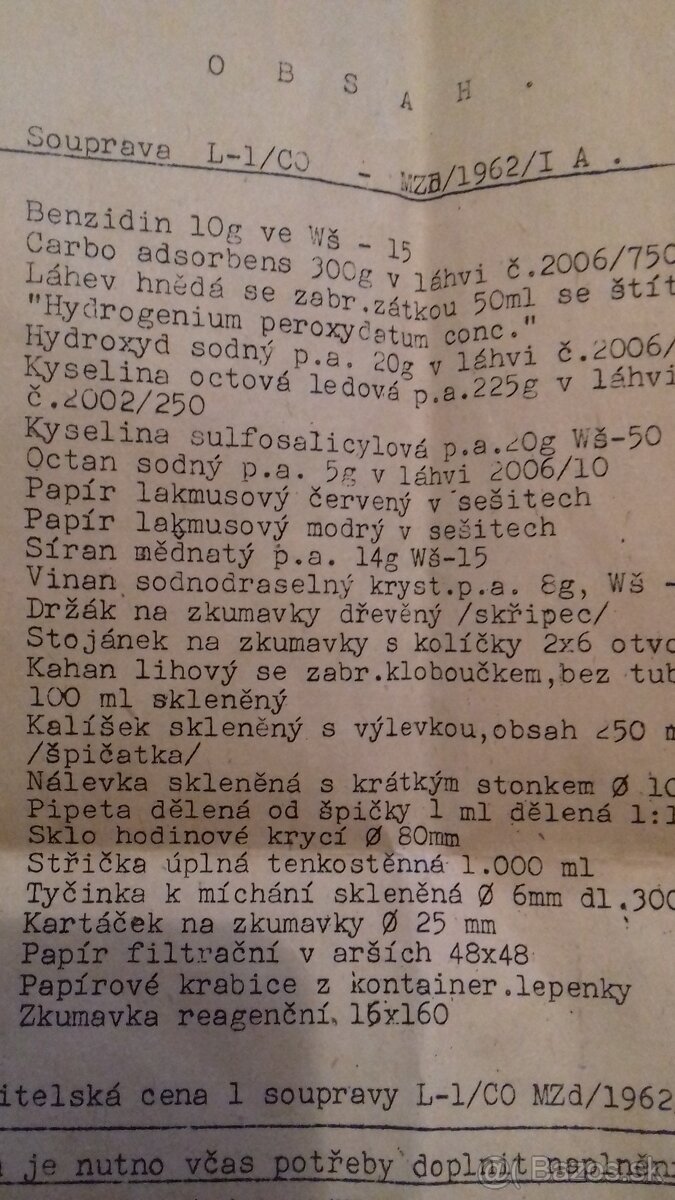 O B S A H .
Souprava L-1/CO - MZd/1962/I A .
Benzidin 10g ve Wš - 15
Carbo adsorbens 300g v láhvi č.2006/750
Láhev hnědá se zabr.zátkou 50ml se štít
"Hydrogenium peroxydatum conc."
Hydroxyd sodný p.a. 20g v láhvi č.2006/
Kyselina octová ledová p.a.225g v láhvi
č.2002/250
Kyselina sulfosalicylová p.a.20g Wš-50
Octan sodný p.a. 5g v láhvi 2006/10
Papír lakmusový červený v sešitech
Papír lakmusový modrý v sešitech
Síran mědnatý p.a. 14g Wš-15
Vinan sodnodraselný kryst.p.a. 8g, Wš -
Držák na zkumavky dřevěný /skřipec/
Stojánek na zkumavky s kolíčky 2x6 otvo
Kahan lihový se zabr.kloboučkem,bez tub
100 ml skleněný
Kalíšek skleněný s výlevkou,obsah 250 m
/špičatka/
Nálevka skleněná s krátkým stonkem Ø 10
Pipeta dělená od špičky 1 ml dělená 1:1
Sklo hodinové krycí Ø 80mm
Střička úplná tenkostěnná 1.000 ml
Tyčinka k míchání skleněná Ø 6mm dl.300
Kartáček na zkumavky Ø 25 mm
Papír filtrační v arších 48x48
Papírové krabice z kontainer.lepenky
Zkumavka reagenční 16x160
itelská cena 1 soupravy L-1/CO MZd/1962
je nutno včas potřeby doplnit naplnění
Bazos.sk